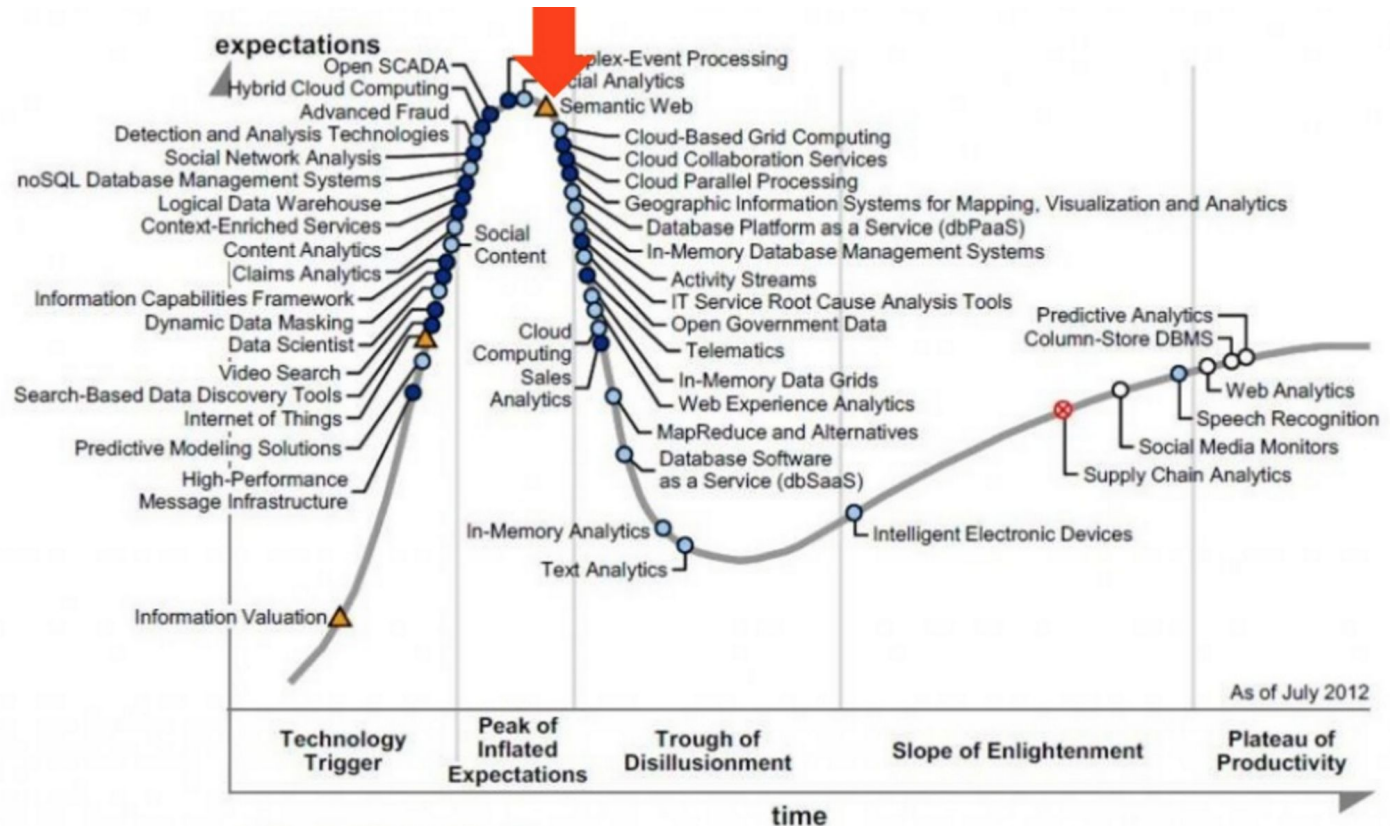 expectations
Open SCADA
Hybrid Cloud Computing
Advanced Fraud
Detection and Analysis Technologies
Social Network Analysis
noSQL Database Management Systems
Logical Data Warehouse
Context-Enriched Services
Content Analytics
Claims Analytics
Information Capabilities Framework
Dynamic Data Masking
Data Scientist
Video Search
Search-Based Data Discovery Tools
Internet of Things
Predictive Modeling Solutions
High-Performance
Message Infrastructure
Information Valuation
plex-Event Processing
cial Analytics
Semantic Web
Social
Content
Cloud-Based Grid Computing
Cloud Collaboration Services
Cloud Parallel Processing
Geographic Information Systems for Mapping, Visualization and Analytics
Database Platform as a Service (dbPaaS)
In-Memory Database Management Systems
Activity Streams
IT Service Root Cause Analysis Tools
Open Government Data
Telematics
Cloud
Computing
Sales
Analytics
In-Memory Data Grids
Web Experience Analytics
MapReduce and Alternatives
Database Software
as a Service (dbSaaS)
In-Memory Analytics
Text Analytics
Intelligent Electronic Devices
Predictive Analytics
Column-Store DBMS
Web Analytics
Speech Recognition
Social Media Monitors
Supply Chain Analytics
As of July 2012
Technology
Trigger
Peak of
Inflated
Expectations
Trough of
Disillusionment
Slope of Enlightenment
Plateau of
Productivity
time